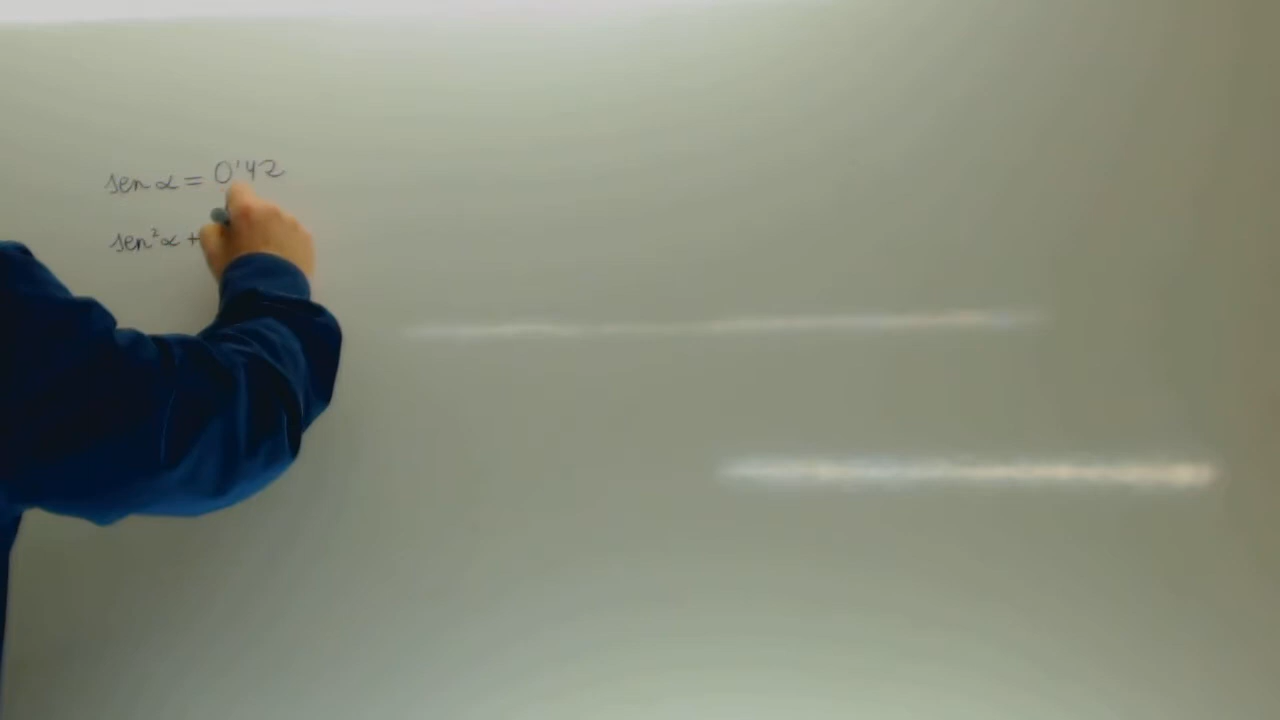 sen α = 0'42
sen²α +